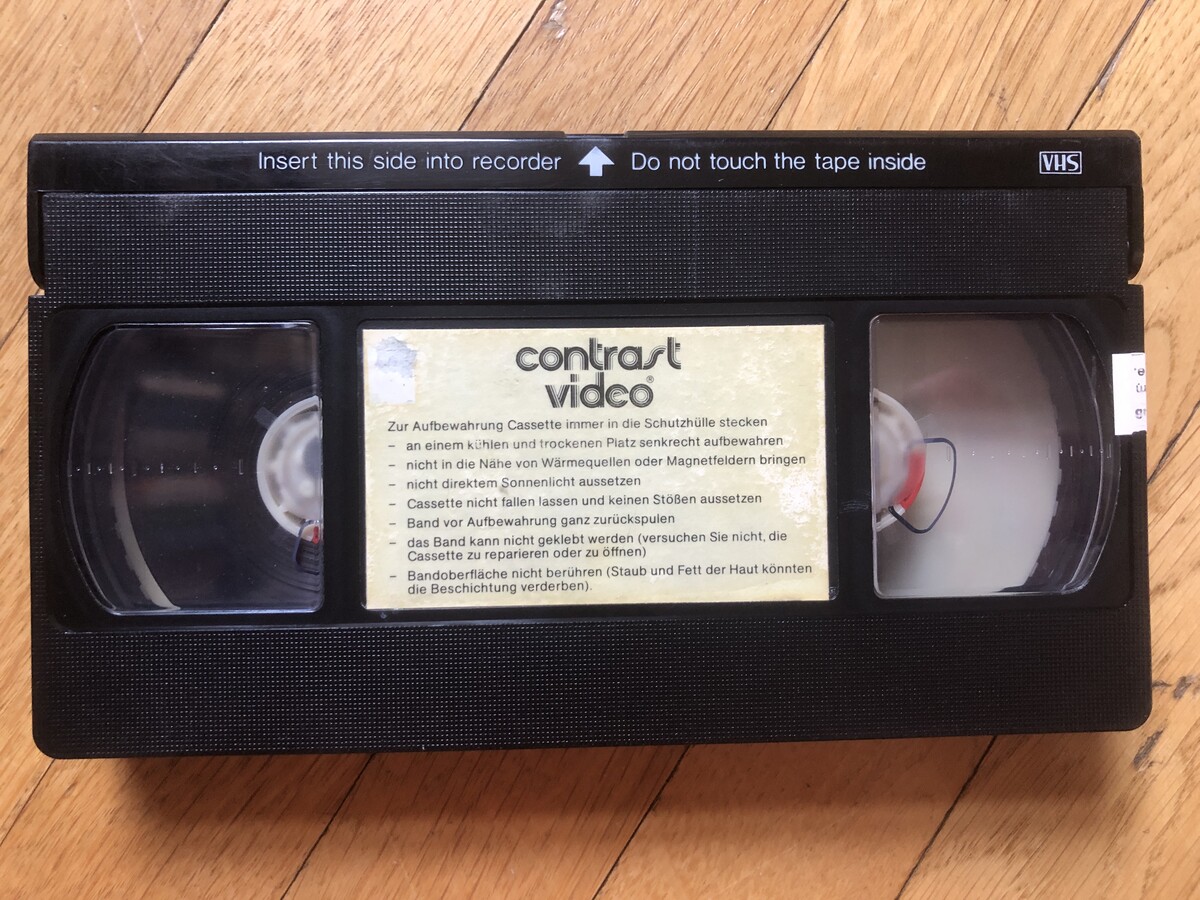 Insert this side into recorder Do not touch the tape inside VHS
contrast
video®
Zur Aufbewahrung Cassette immer in die Schutzhülle stecken
– an einem kühlen und trockenen Platz senkrecht aufbewahren
– nicht in die Nähe von Wärmequellen oder Magnetfeldern bringen
– nicht direktem Sonnenlicht aussetzen
– Cassette nicht fallen lassen und keinen Stößen aussetzen
– Band vor Aufbewahrung ganz zurückspulen
– das Band kann nicht geklebt werden (versuchen Sie nicht, die
Cassette zu reparieren oder zu öffnen)
– Bandoberfläche nicht berühren (Staub und Fett der Haut könnten
die Beschichtung verderben).